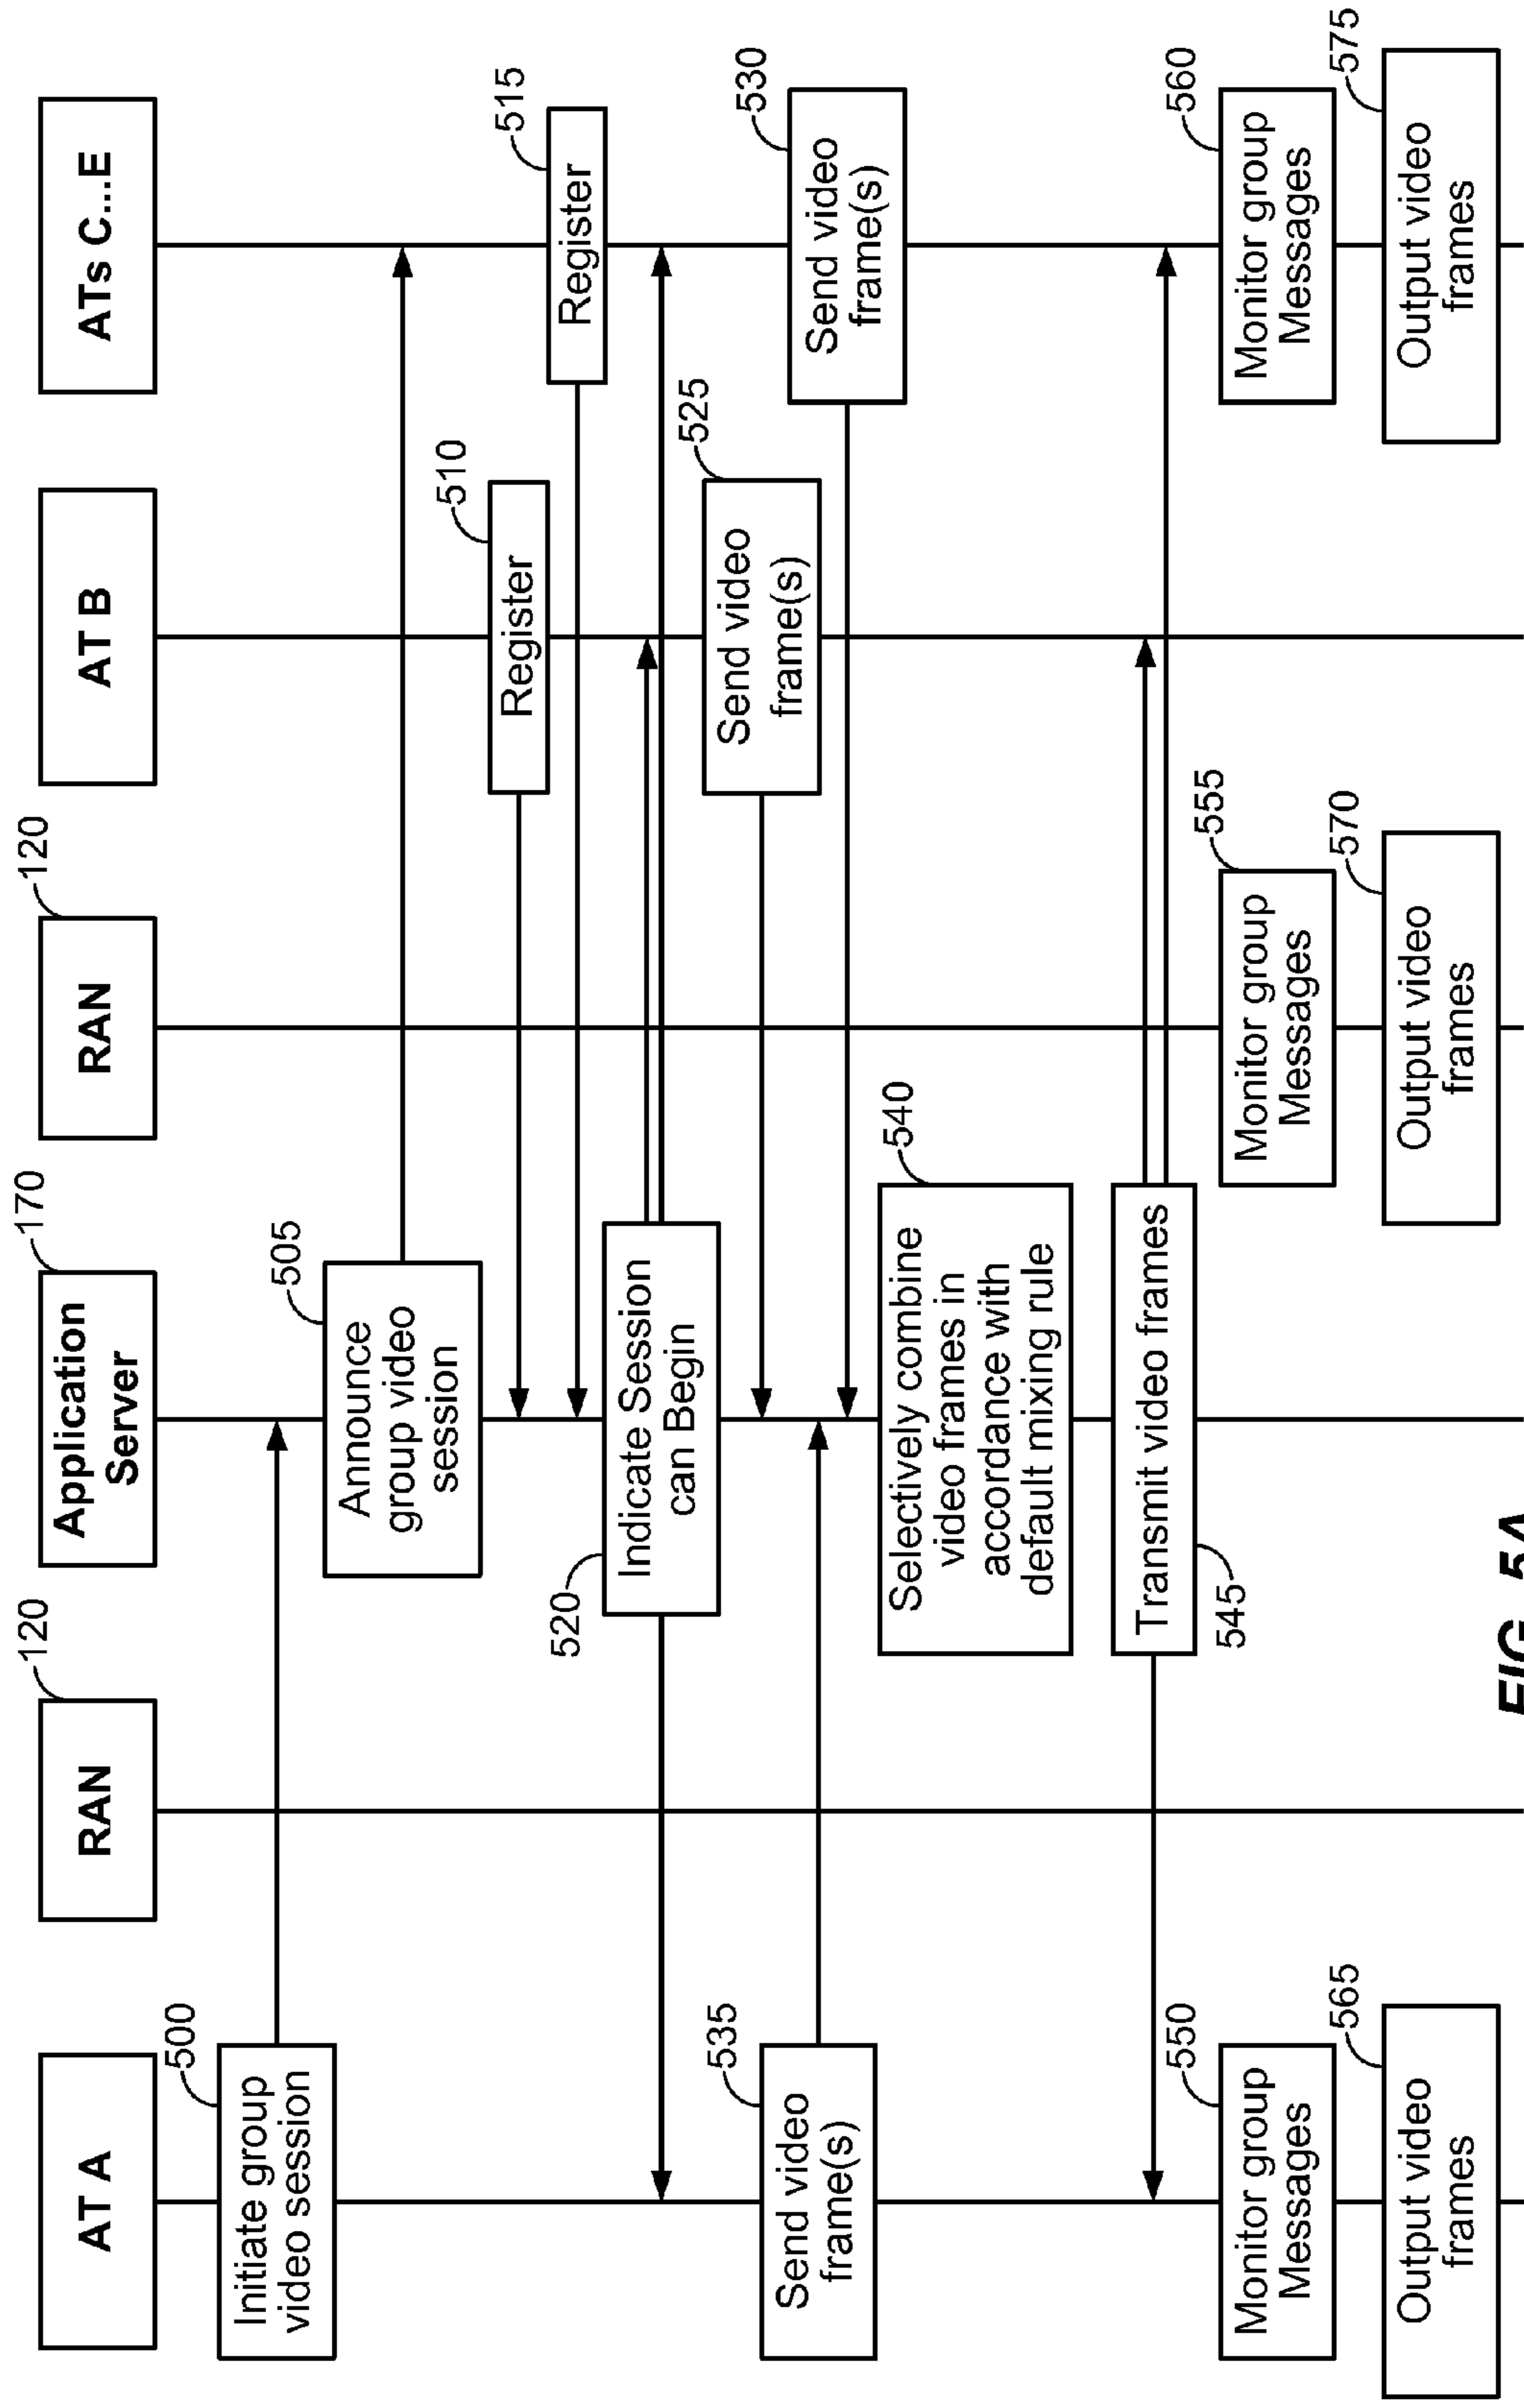 AT A
RAN
120
Application
Server
170
RAN
120
AT B
ATs C...E
500
Initiate group
video session
505
Announce
group video
session
510
Register
515
Register
520
Indicate Session
can Begin
525
Send video
frame(s)
530
Send video
frame(s)
535
Send video
frame(s)
540
Selectively combine
video frames in
accordance with
default mixing rule
Transmit video frames
545
550
Monitor group
Messages
555
Monitor group
Messages
560
Monitor group
Messages
565
Output video
frames
570
Output video
frames
575
Output video
frames
FIG. 5A